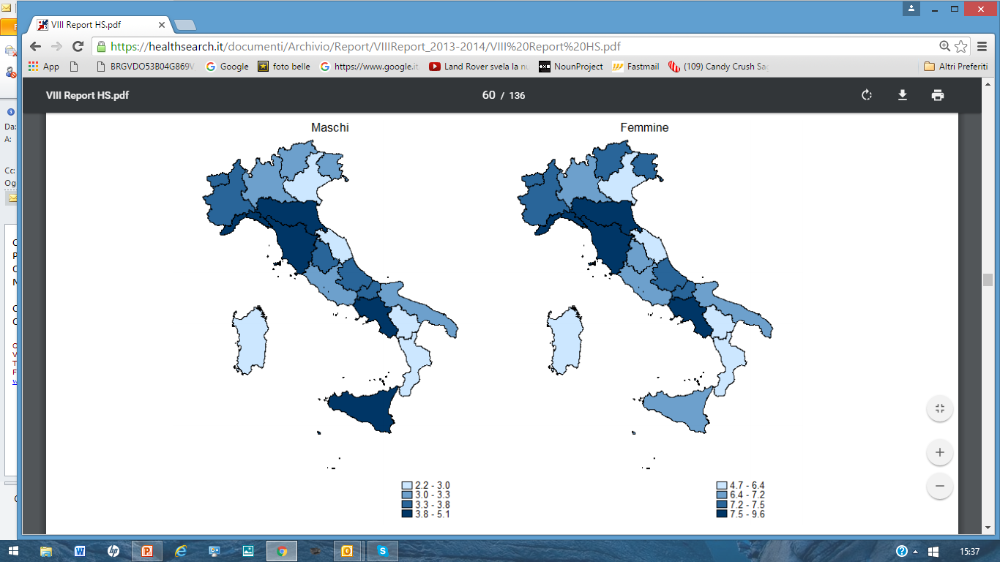 VIII Report HS.pdf
https://healthsearch.it/documenti/Archivio/Report/VIIIReport_2013-2014/VIII%20Report%20HS.pdf
App BRGVDO53B04G869V Google foto belle https://www.google.it Land Rover svela la nu NounProject Fastmail (109) Candy Crush Sag Altri Preferiti
VIII Report HS.pdf 60 / 136
Da:
A:
Cc:
Maschi Femmine
2.2 - 3.0
3.0 - 3.3
3.3 - 3.8
3.8 - 5.1
4.7 - 6.4
6.4 - 7.2
7.2 - 7.5
7.5 - 9.6
15:37